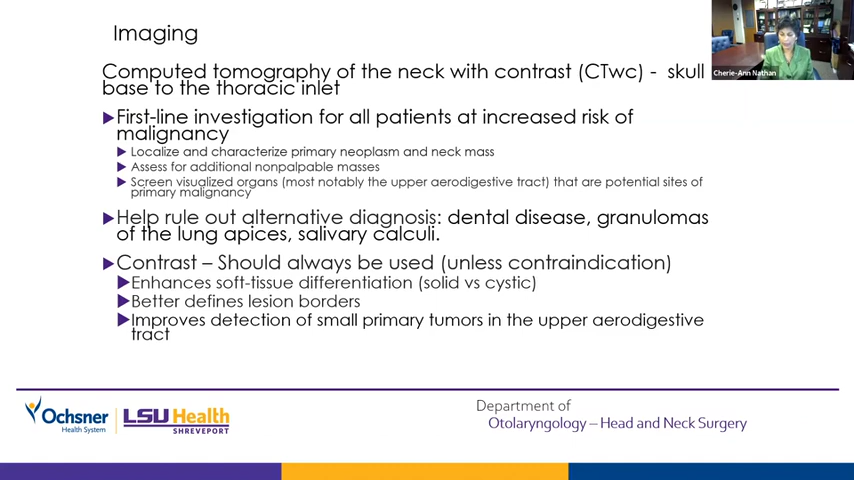 Imaging
Cherie-Ann Nathan
Computed tomography of the neck with contrast (CTwc) - skull
base to the thoracic inlet
First-line investigation for all patients at increased risk of
malignancy
Localize and characterize primary neoplasm and neck mass
Assess for additional nonpalpable masses
Screen visualized organs (most notably the upper aerodigestive tract) that are potential sites of
primary malignancy
Help rule out alternative diagnosis: dental disease, granulomas
of the lung apices, salivary calculi.
Contrast – Should always be used (unless contraindication)
Enhances soft-tissue differentiation (solid vs cystic)
Better defines lesion borders
Improves detection of small primary tumors in the upper aerodigestive
tract
Ochsner
Health System
LSU Health
SHREVEPORT
Department of
Otolaryngology – Head and Neck Surgery